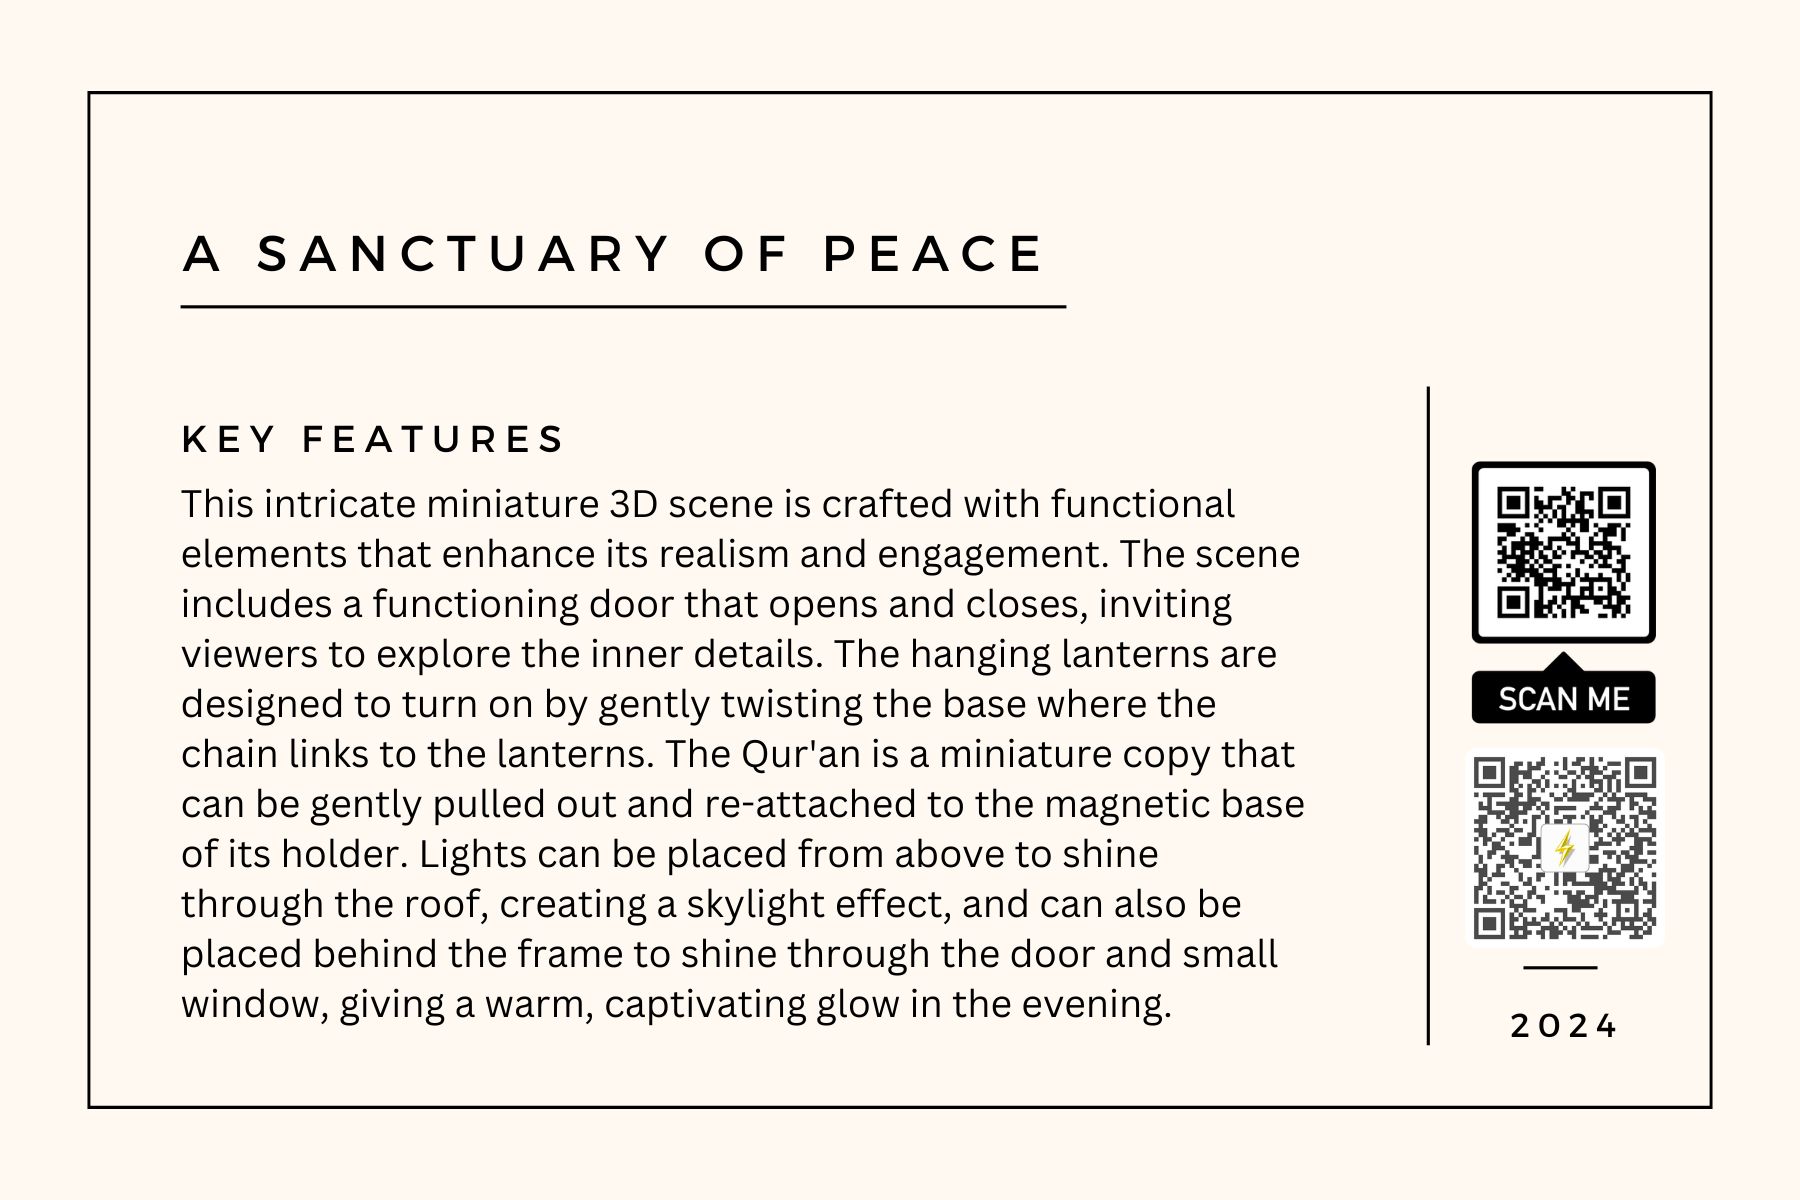 A SANCTUARY OF PEACE
KEY FEATURES
This intricate miniature 3D scene is crafted with functional
elements that enhance its realism and engagement. The scene
includes a functioning door that opens and closes, inviting
viewers to explore the inner details. The hanging lanterns are
designed to turn on by gently twisting the base where the
chain links to the lanterns. The Qur'an is a miniature copy that
can be gently pulled out and re-attached to the magnetic base
of its holder. Lights can be placed from above to shine
through the roof, creating a skylight effect, and can also be
placed behind the frame to shine through the door and small
window, giving a warm, captivating glow in the evening.
SCAN ME
2024